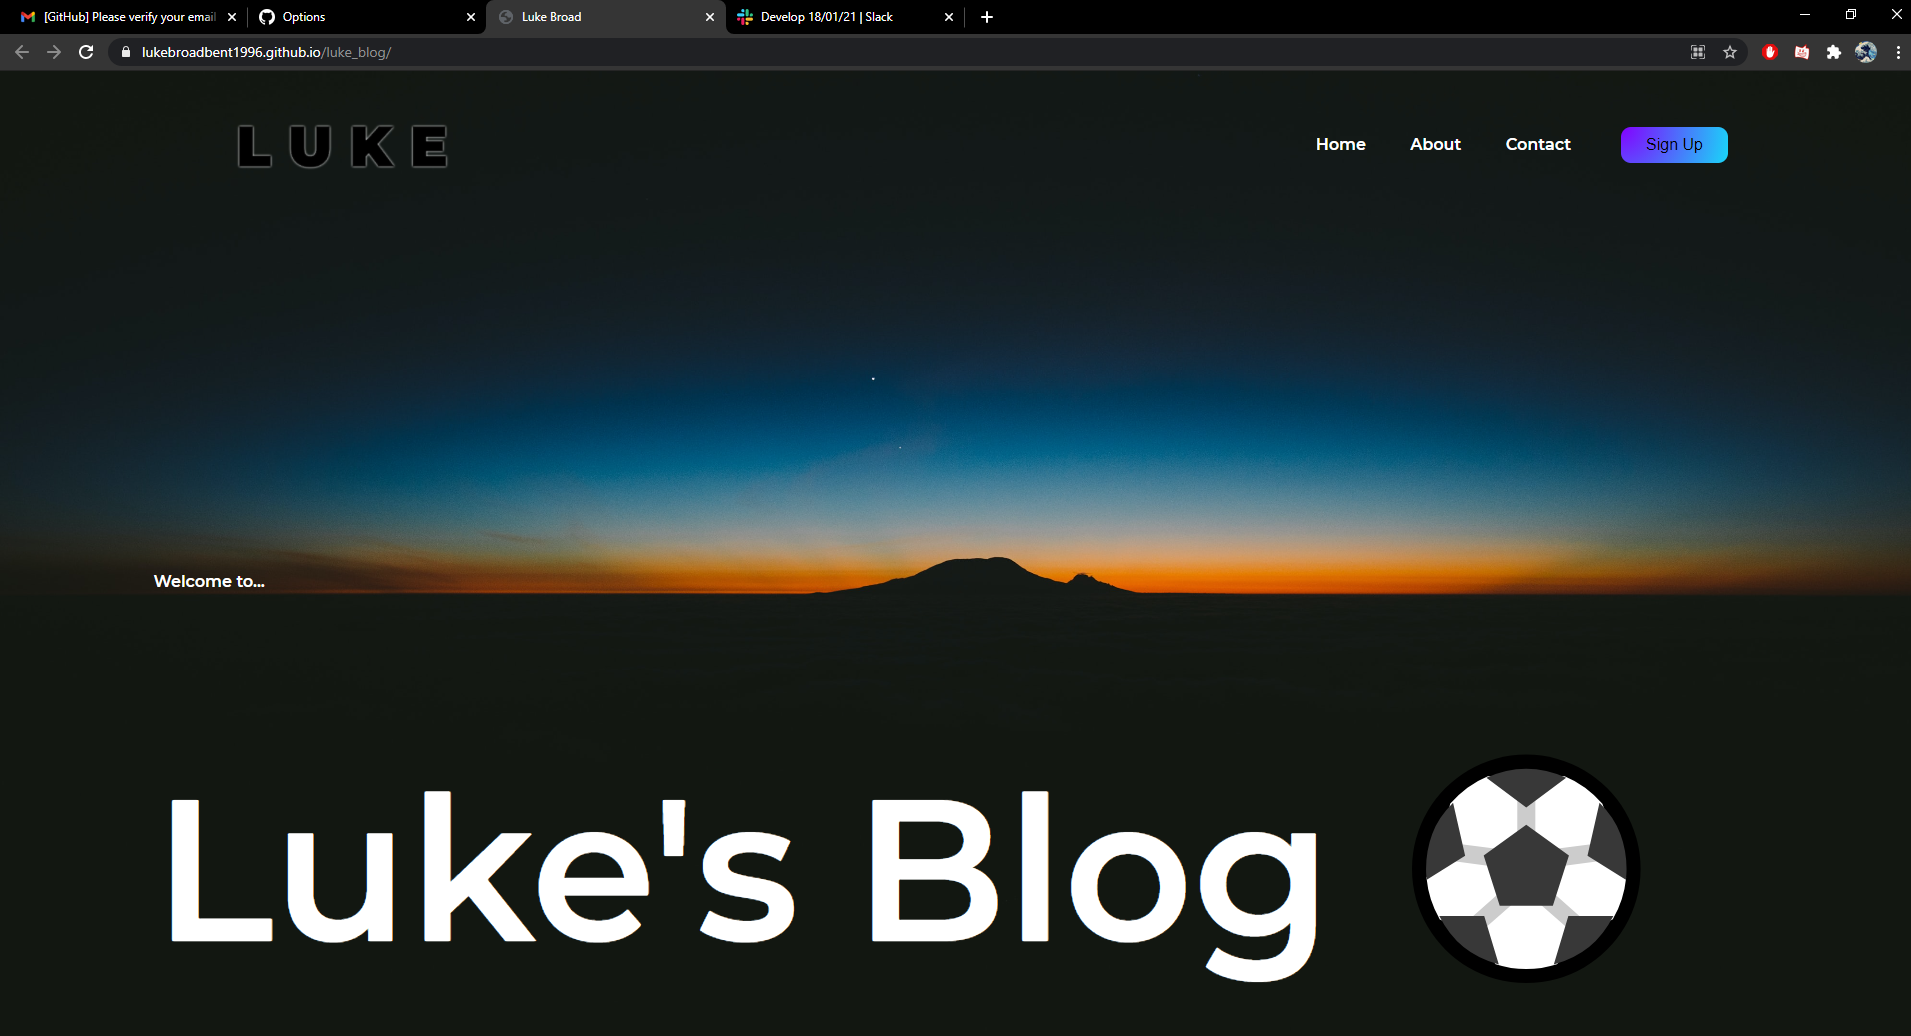 [GitHub] Please verify your email
Options
Luke Broad
Develop 18/01/21 | Slack
lukebroadbent1996.github.io/luke_blog/
LUKE
Home
About
Contact
Sign Up
Welcome to...
Luke's Blog